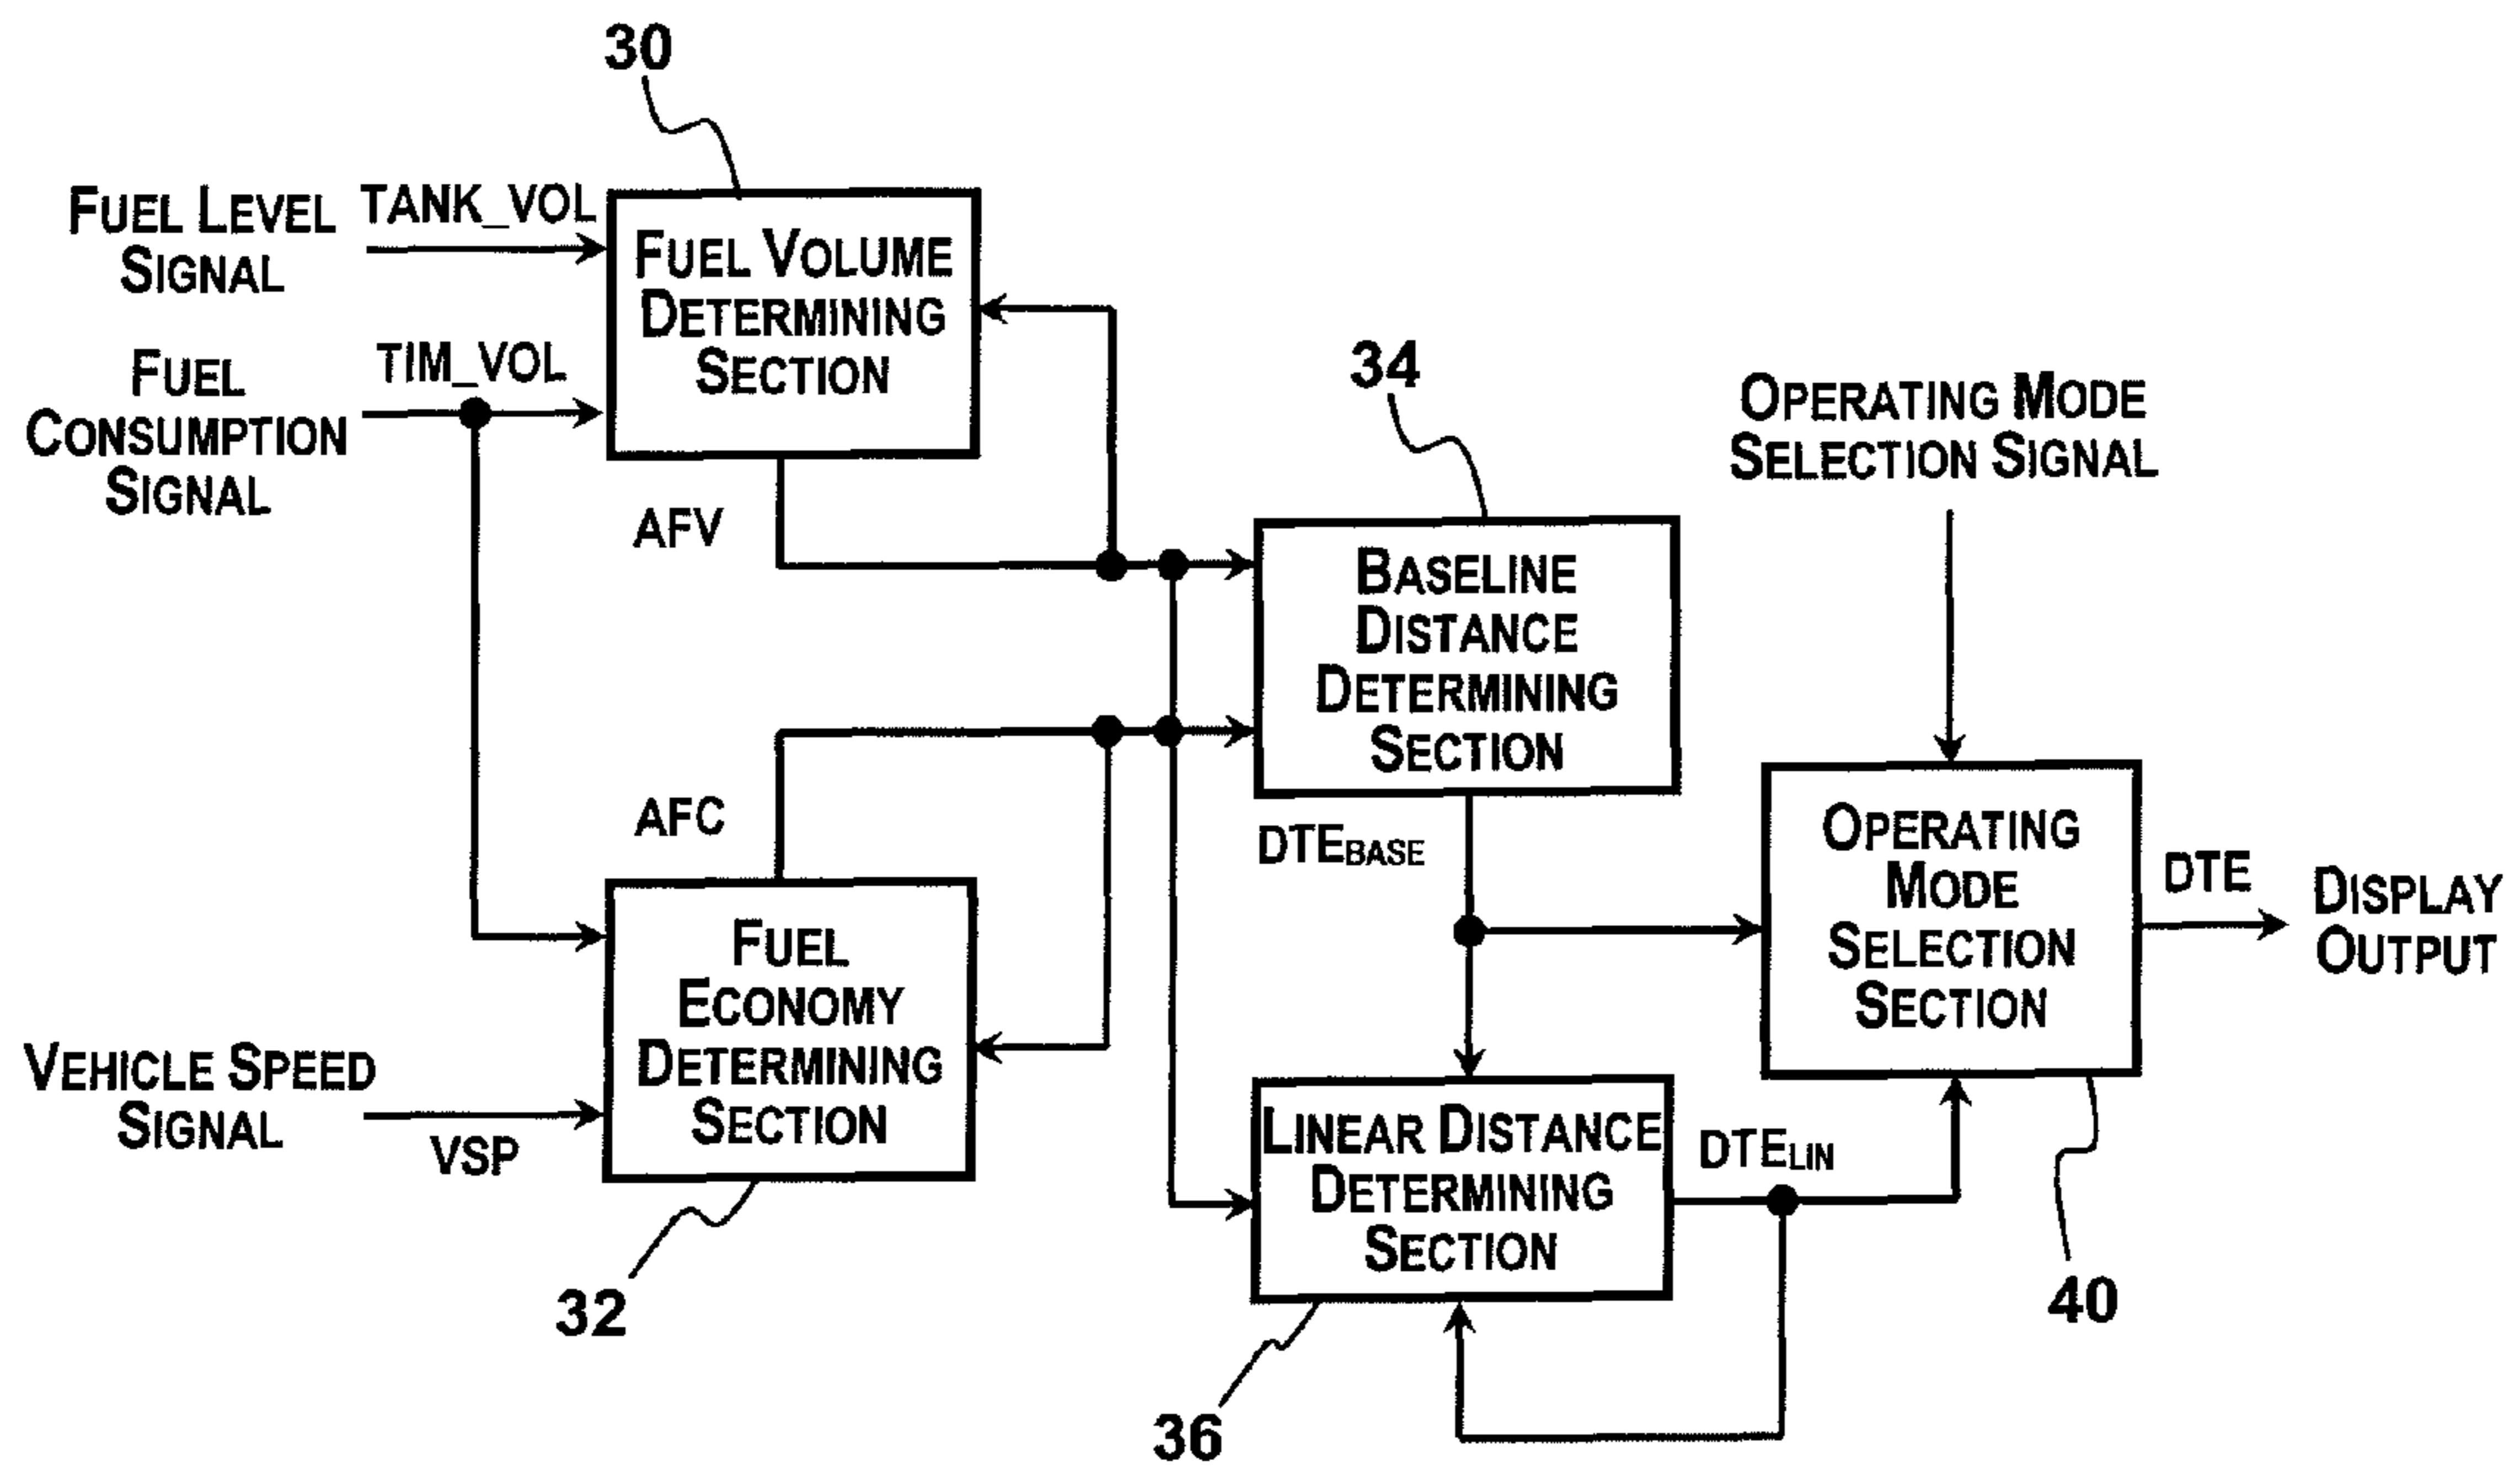 30
FUEL LEVEL
SIGNAL
TANK_VOL
FUEL VOLUME
DETERMINING
SECTION
FUEL
CONSUMPTION
SIGNAL
TIM_VOL
34
OPERATING MODE
SELECTION SIGNAL
AFV
BASELINE
DISTANCE
DETERMINING
SECTION
AFC
DTEBASE
OPERATING
MODE
SELECTION
SECTION
DTE
DISPLAY
OUTPUT
FUEL
ECONOMY
DETERMINING
SECTION
VEHICLE SPEED
SIGNAL
VSP
LINEAR DISTANCE
DETERMINING
SECTION
DTELIN
32
40
36